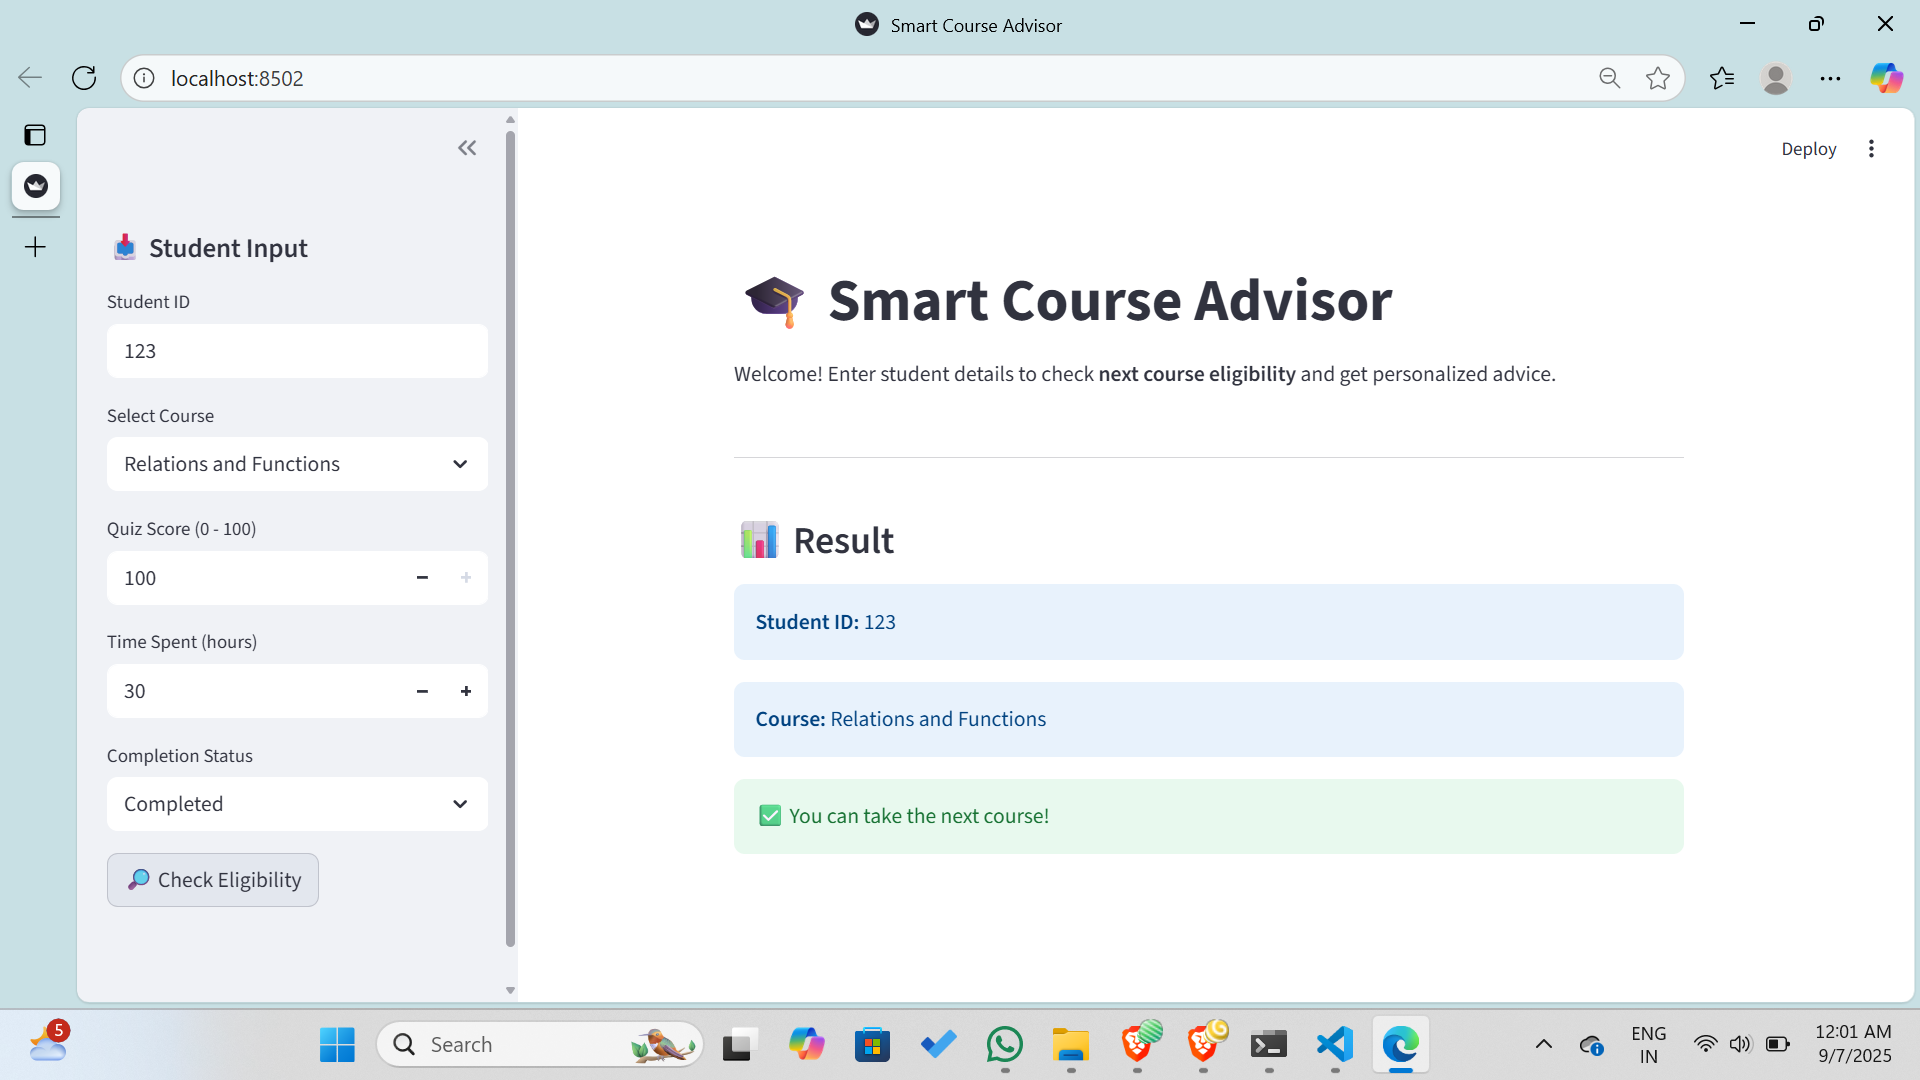 Smart Course Advisor
localhost:8502
Deploy
Student Input
Student ID
123
Select Course
Relations and Functions
Quiz Score (0 - 100)
100
Time Spent (hours)
30
Completion Status
Completed
Check Eligibility
Smart Course Advisor
Welcome! Enter student details to check next course eligibility and get personalized advice.
Result
Student ID: 123
Course: Relations and Functions
You can take the next course!
5
Search
ENG
IN
12:01 AM
9/7/2025